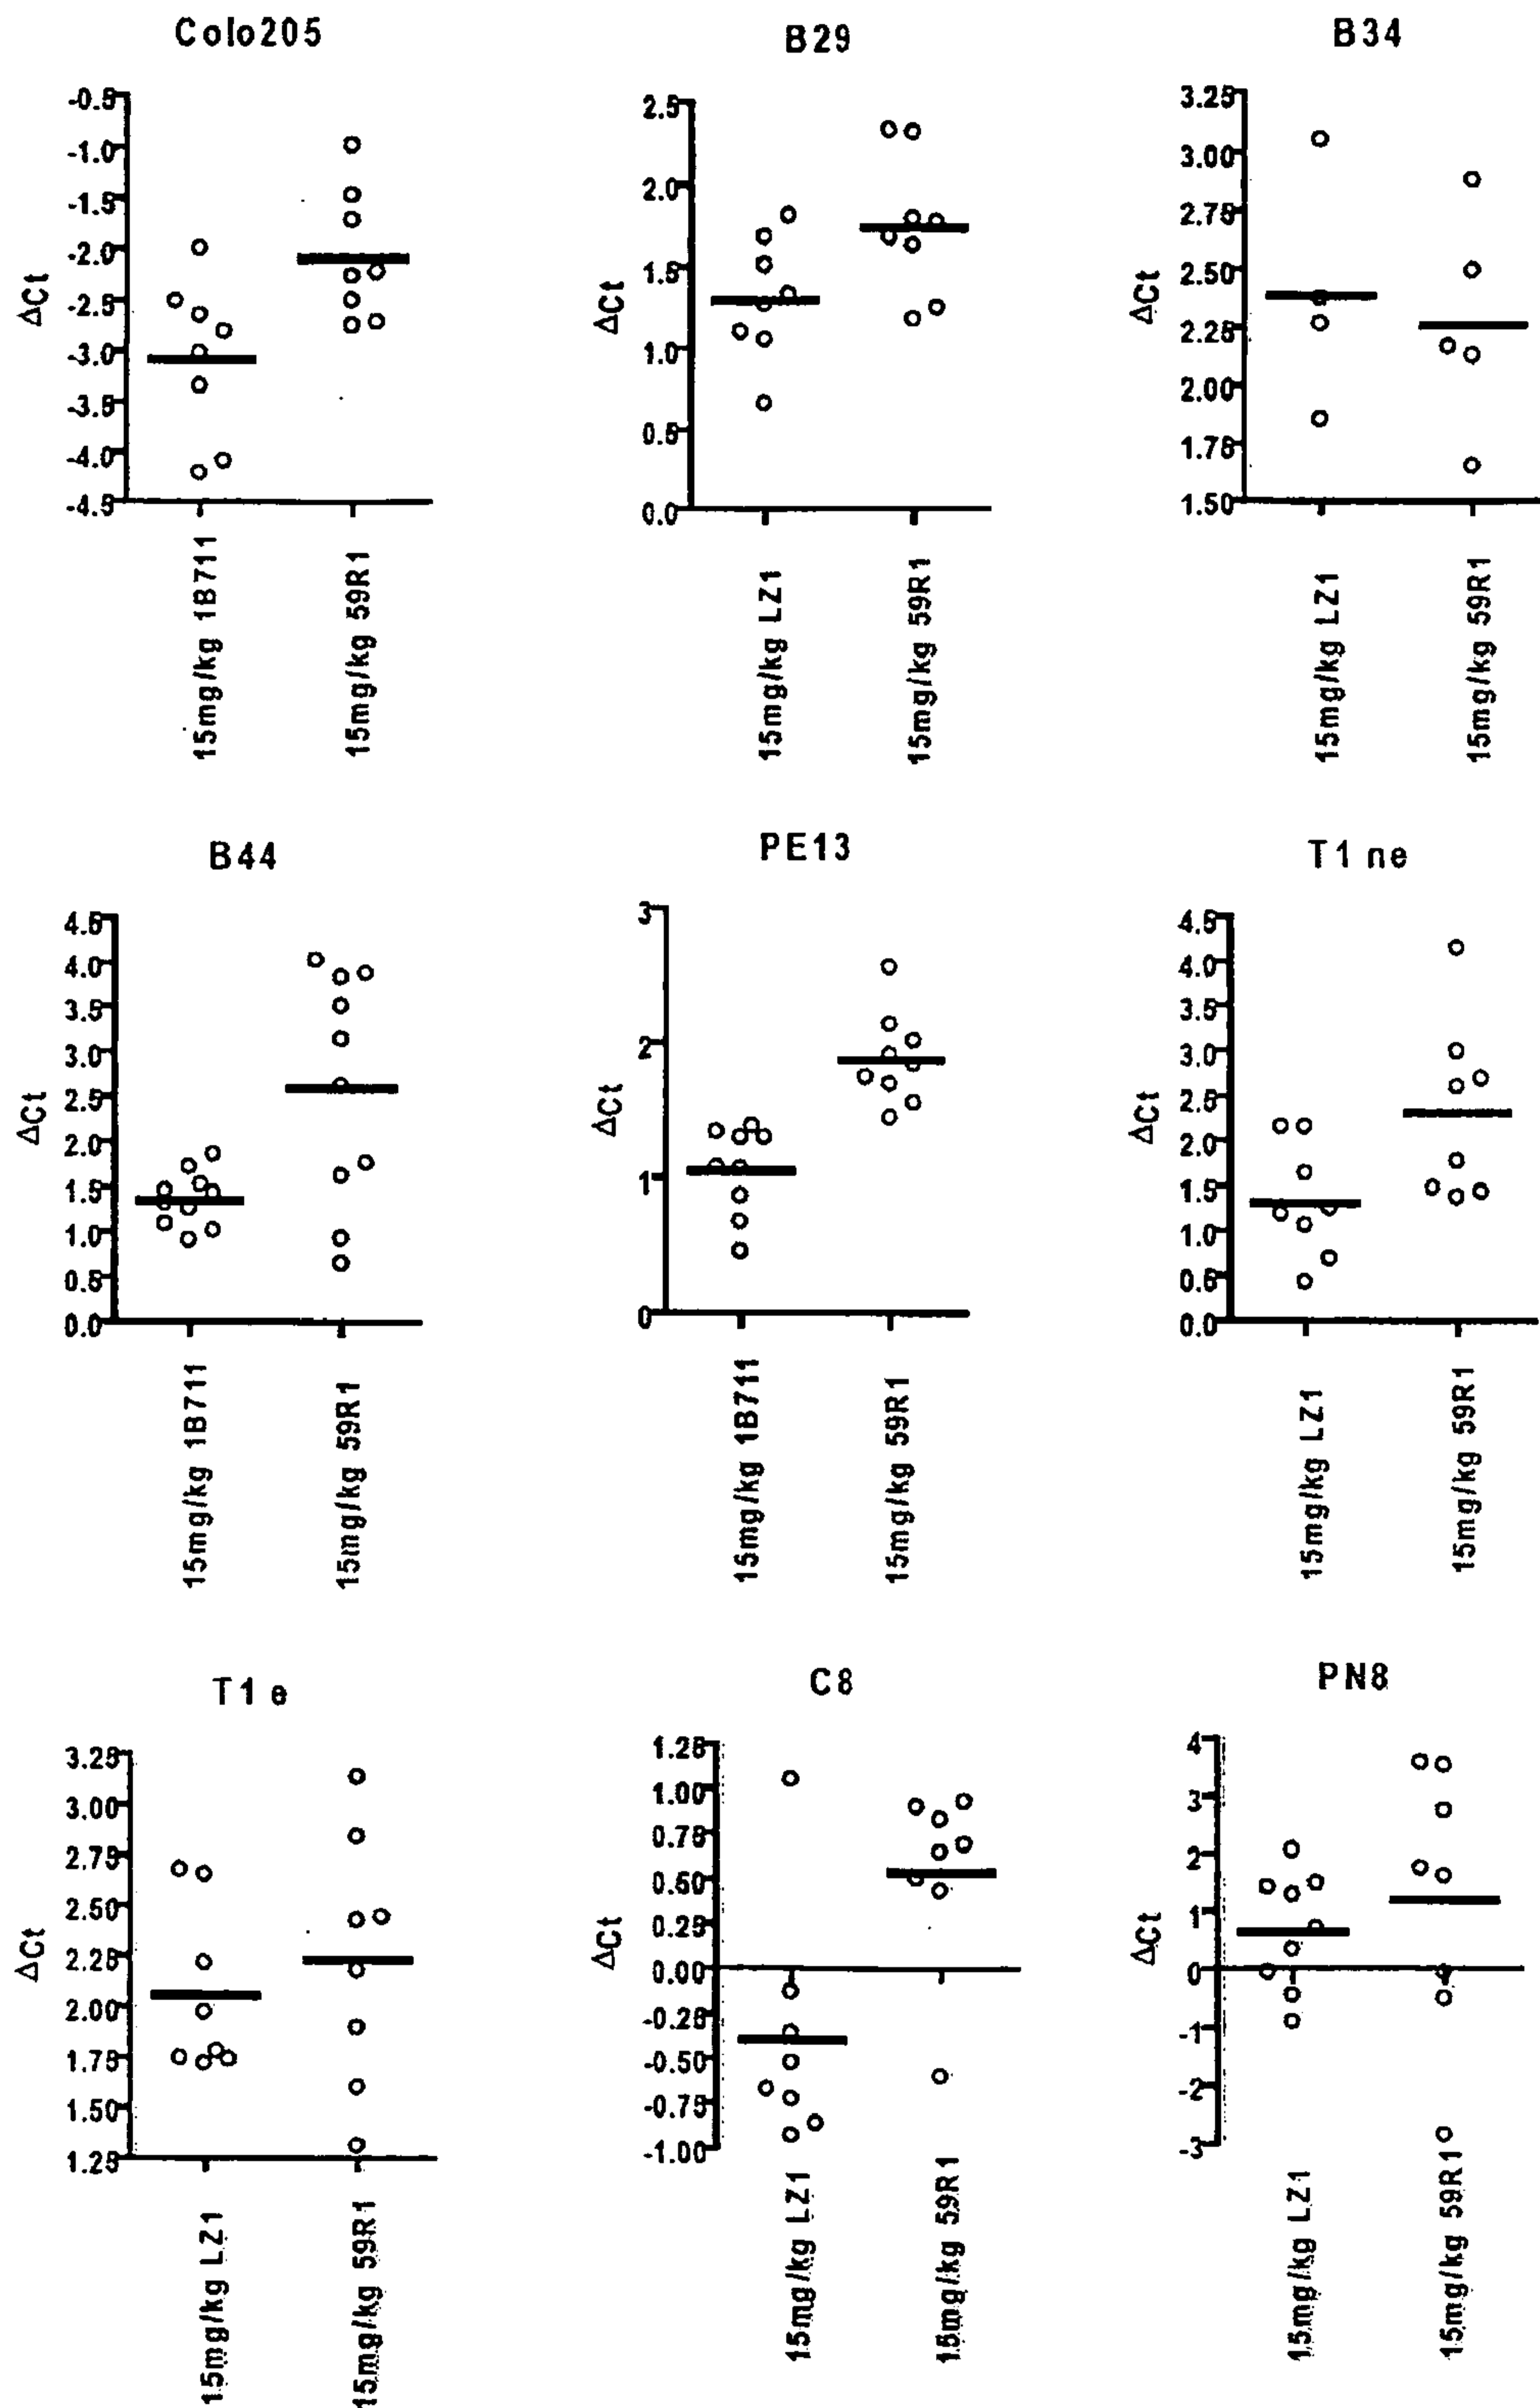 Colo205
ΔCt
-0.5
-1.0
-1.5
-2.0
-2.5
-3.0
-3.5
-4.0
-4.5
15mg/kg 1B711
15mg/kg 59R1
B29
ΔCt
2.5
2.0
1.5
1.0
0.5
0.0
15mg/kg LZ1
15mg/kg 59R1
B34
ΔCt
3.25
3.00
2.75
2.50
2.25
2.00
1.75
1.50
15mg/kg LZ1
15mg/kg 59R1
B44
ΔCt
4.5
4.0
3.5
3.0
2.5
2.0
1.5
1.0
0.5
0.0
15mg/kg 1B711
15mg/kg 59R1
PE13
ΔCt
3
2
1
0
15mg/kg 1B711
15mg/kg 59R1
T1 ne
ΔCt
4.5
4.0
3.5
3.0
2.5
2.0
1.5
1.0
0.5
0.0
15mg/kg LZ1
15mg/kg 59R1
T1 e
ΔCt
3.25
3.00
2.75
2.50
2.25
2.00
1.75
1.50
1.25
15mg/kg LZ1
15mg/kg 59R1
C8
ΔCt
1.25
1.00
0.75
0.50
0.25
0.00
-0.25
-0.50
-0.75
-1.00
15mg/kg LZ1
15mg/kg 59R1
PN8
ΔCt
4
3
2
1
0
-1
-2
-3
15mg/kg LZ1
15mg/kg 59R1